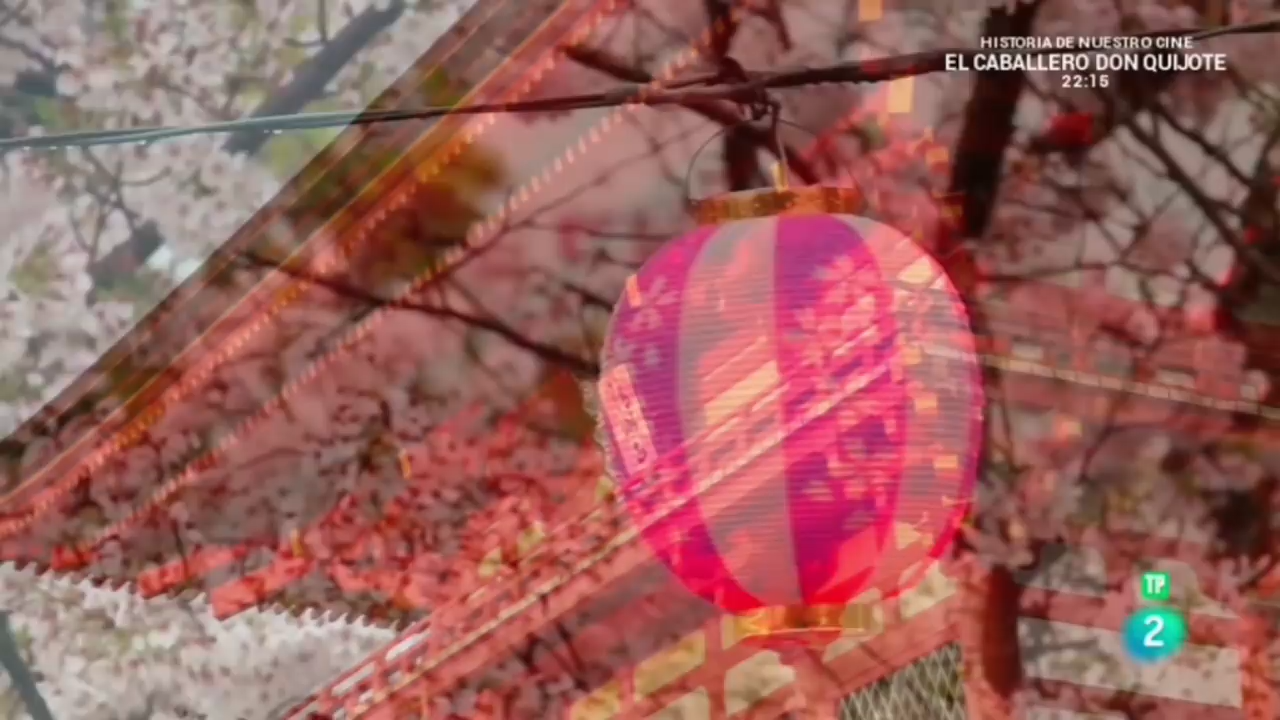 HISTORIA DE NUESTRO CINE
EL CABALLERO DON QUIJOTE
22:15
TP
2